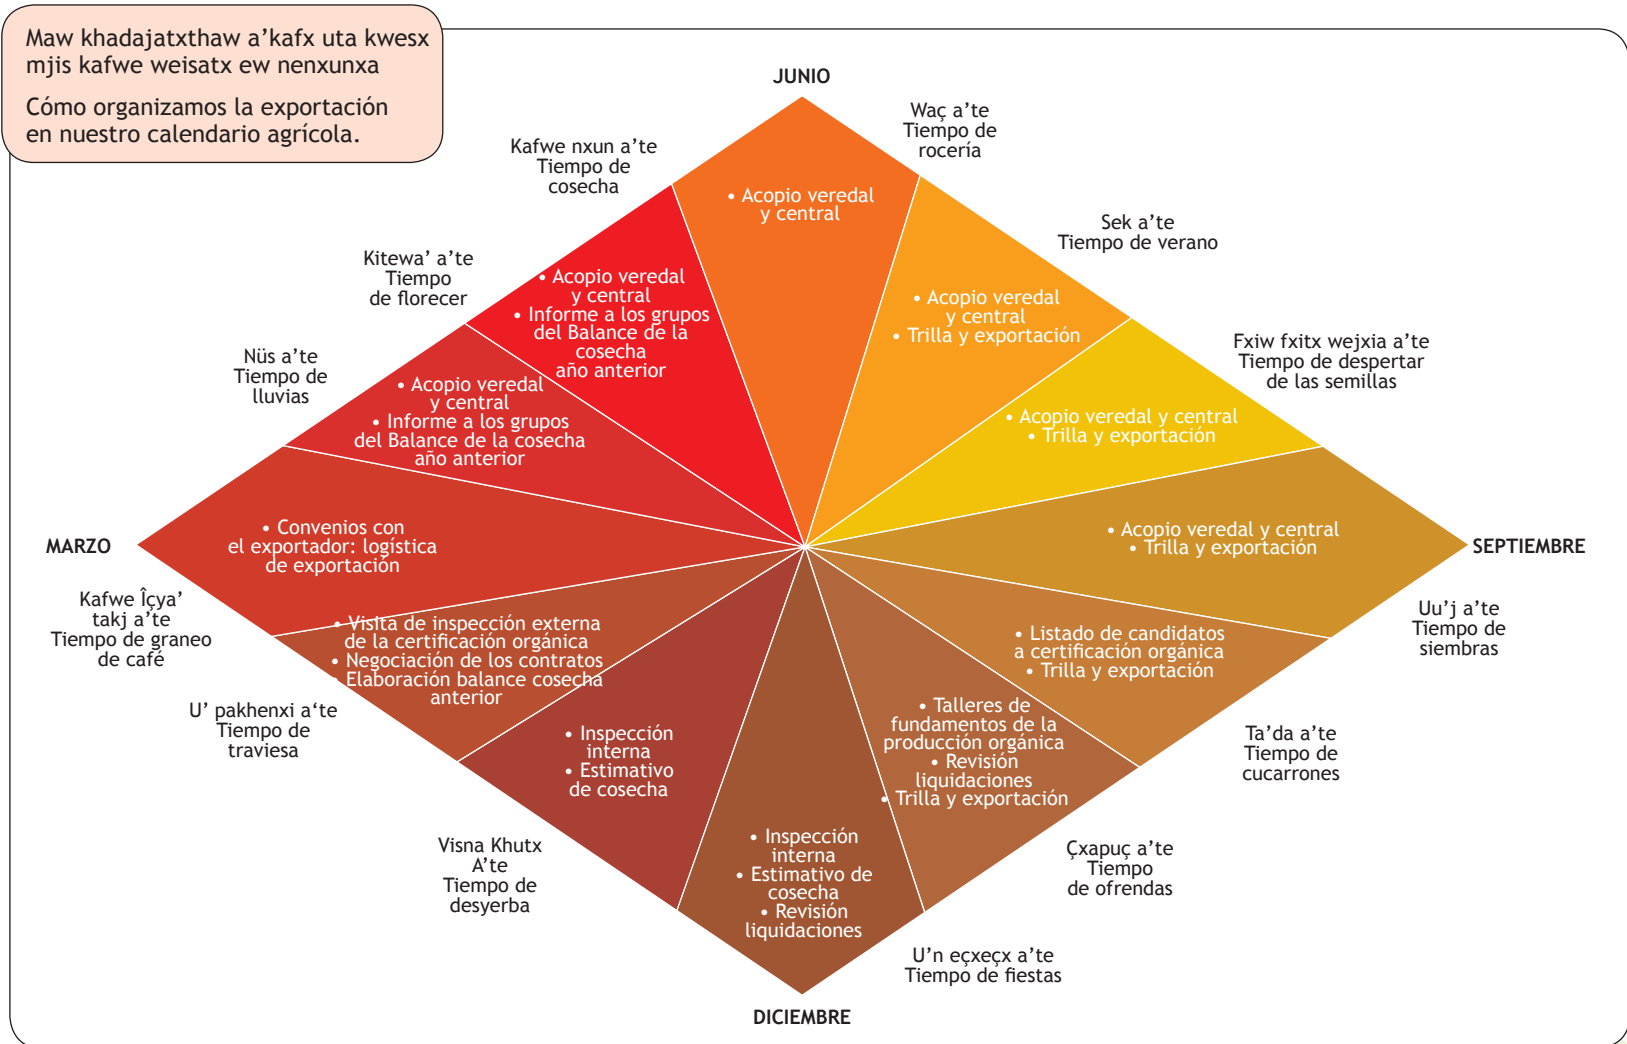 Maw khadajatxthaw a’kafx uta kwesx
mjis kafwe weisatx ew nenxunxa
Cómo organizamos la exportación
en nuestro calendario agrícola.
JUNIO
Waç a’te
Tiempo de
rocería
Sek a’te
Tiempo de verano
Fxiw fxitx wejxia a’te
Tiempo de despertar
de las semillas
SEPTIEMBRE
Uu’j a’te
Tiempo de
siembras
Ta’da a’te
Tiempo de
cucarrones
Çxapuç a’te
Tiempo
de ofrendas
U’n eçxeçx a’te
Tiempo de fiestas
DICIEMBRE
Visna Khutx
A’te
Tiempo de
desyerba
U’ pakhenxi a‘te
Tiempo de
traviesa
Kafwe Îçya’
takj a’te
Tiempo de graneo
de café
MARZO
Nüs a’te
Tiempo de
lluvias
Kitewa’ a’te
Tiempo
de florecer
Kafwe nxun a’te
Tiempo de
cosecha
• Acopio veredal
y central
• Acopio veredal
y central
• Trilla y exportación
• Acopio veredal y central
• Trilla y exportación
• Acopio veredal y central
• Trilla y exportación
• Listado de candidatos
a certificación orgánica
• Trilla y exportación
• Talleres de
fundamentos de la
producción orgánica
• Revisión
liquidaciones
• Trilla y exportación
• Inspección
interna
• Estimativo de
cosecha
• Revisión
liquidaciones
• Inspección
interna
• Estimativo
de cosecha
• Visita de inspección externa
de la certificación orgánica
• Negociación de los contratos
• Elaboración balance cosecha
anterior
• Convenios con
el exportador: logística
de exportación
• Acopio veredal
y central
• Informe a los grupos
del Balance de la cosecha
año anterior
• Acopio veredal
y central
• Informe a los grupos
del Balance de la
cosecha
año anterior